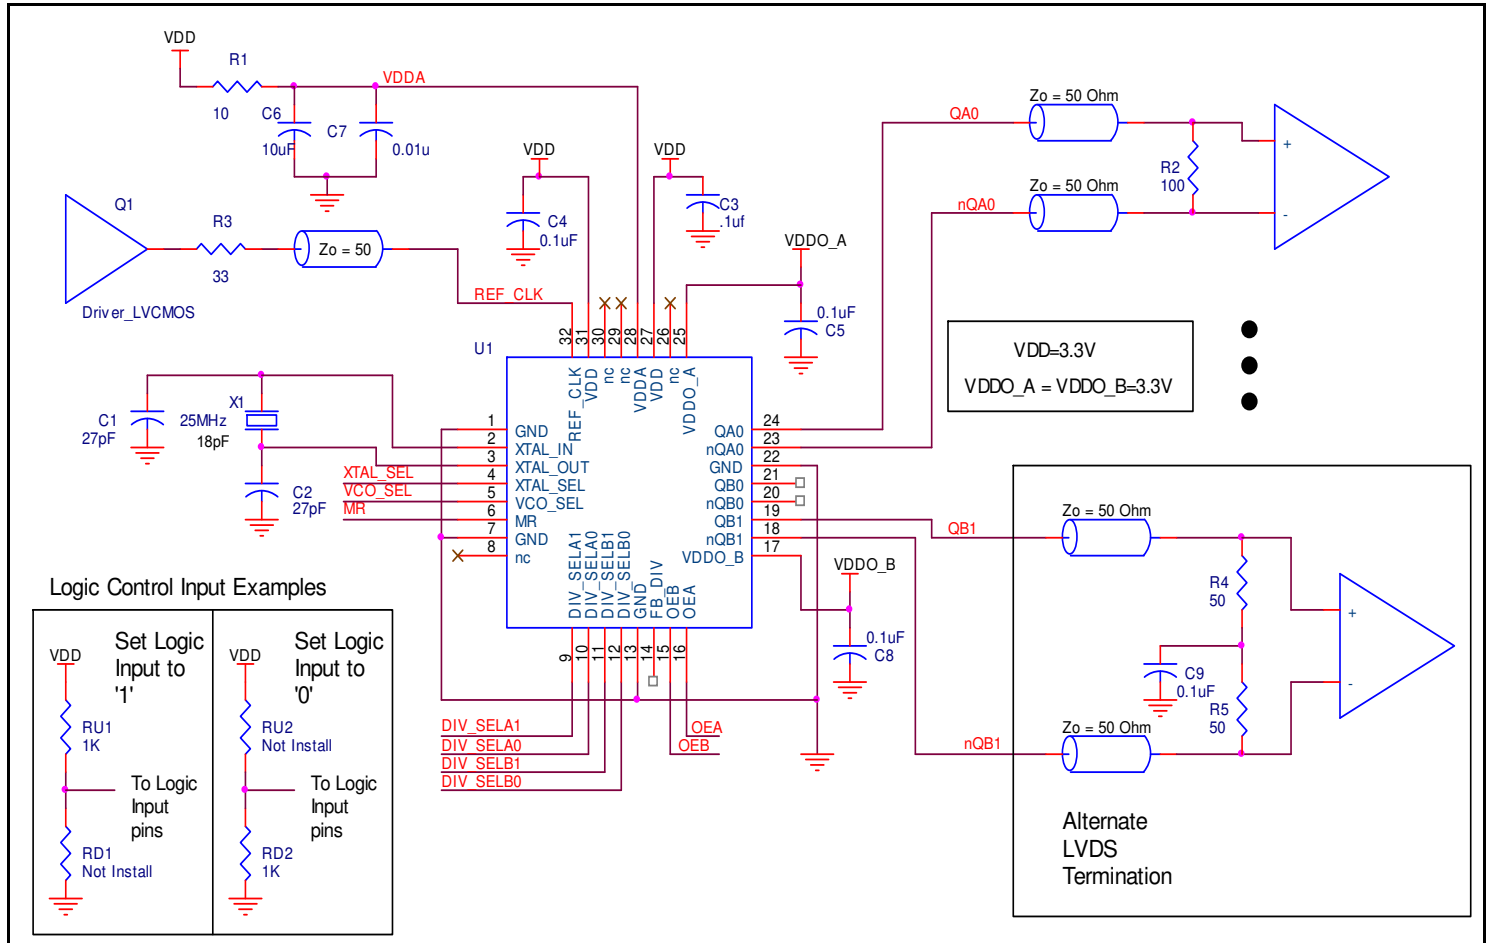 VDD
R1
10
VDDA
C6
10uF
C7
0.01u
Q1
Driver_LVCMOS
R3
33
Zo = 50
REF_CLK
VDD
C4
0.1uF
VDD
C3
.1uf
VDDO_A
0.1uF
C5
QA0
Zo = 50 Ohm
nQA0
Zo = 50 Ohm
R2
100
+
-
VDD=3.3V
VDDO_A = VDDO_B=3.3V
U1
32
31
30
29
28
27
26
25
REF_CLK
VDD
nc
nc
VDDA
VDD
nc
VDDO_A
C1
27pF
X1
25MHz
18pF
C2
27pF
XTAL_SEL
VCO_SEL
MR
1
2
3
4
5
6
7
8
GND
XTAL_IN
XTAL_OUT
XTAL_SEL
VCO_SEL
MR
GND
nc
QA0
nQA0
GND
QB0
nQB0
QB1
nQB1
VDDO_B
24
23
22
21
20
19
18
17
DIV_SELA1
DIV_SELA0
DIV_SELB1
DIV_SELB0
GND
FB_DIV
OEB
OEA
9
10
11
12
13
14
15
16
DIV_SELA1
DIV_SELA0
DIV_SELB1
DIV_SELB0
OEA
OEB
VDDO_B
0.1uF
C8
QB1
Zo = 50 Ohm
nQB1
Zo = 50 Ohm
R4
50
C9
0.1uF
R5
50
+
-
Alternate
LVDS
Termination
Logic Control Input Examples
Set Logic
Input to
'1'
VDD
RU1
1K
To Logic
Input
pins
RD1
Not Install
Set Logic
Input to
'0'
VDD
RU2
Not Install
To Logic
Input
pins
RD2
1K